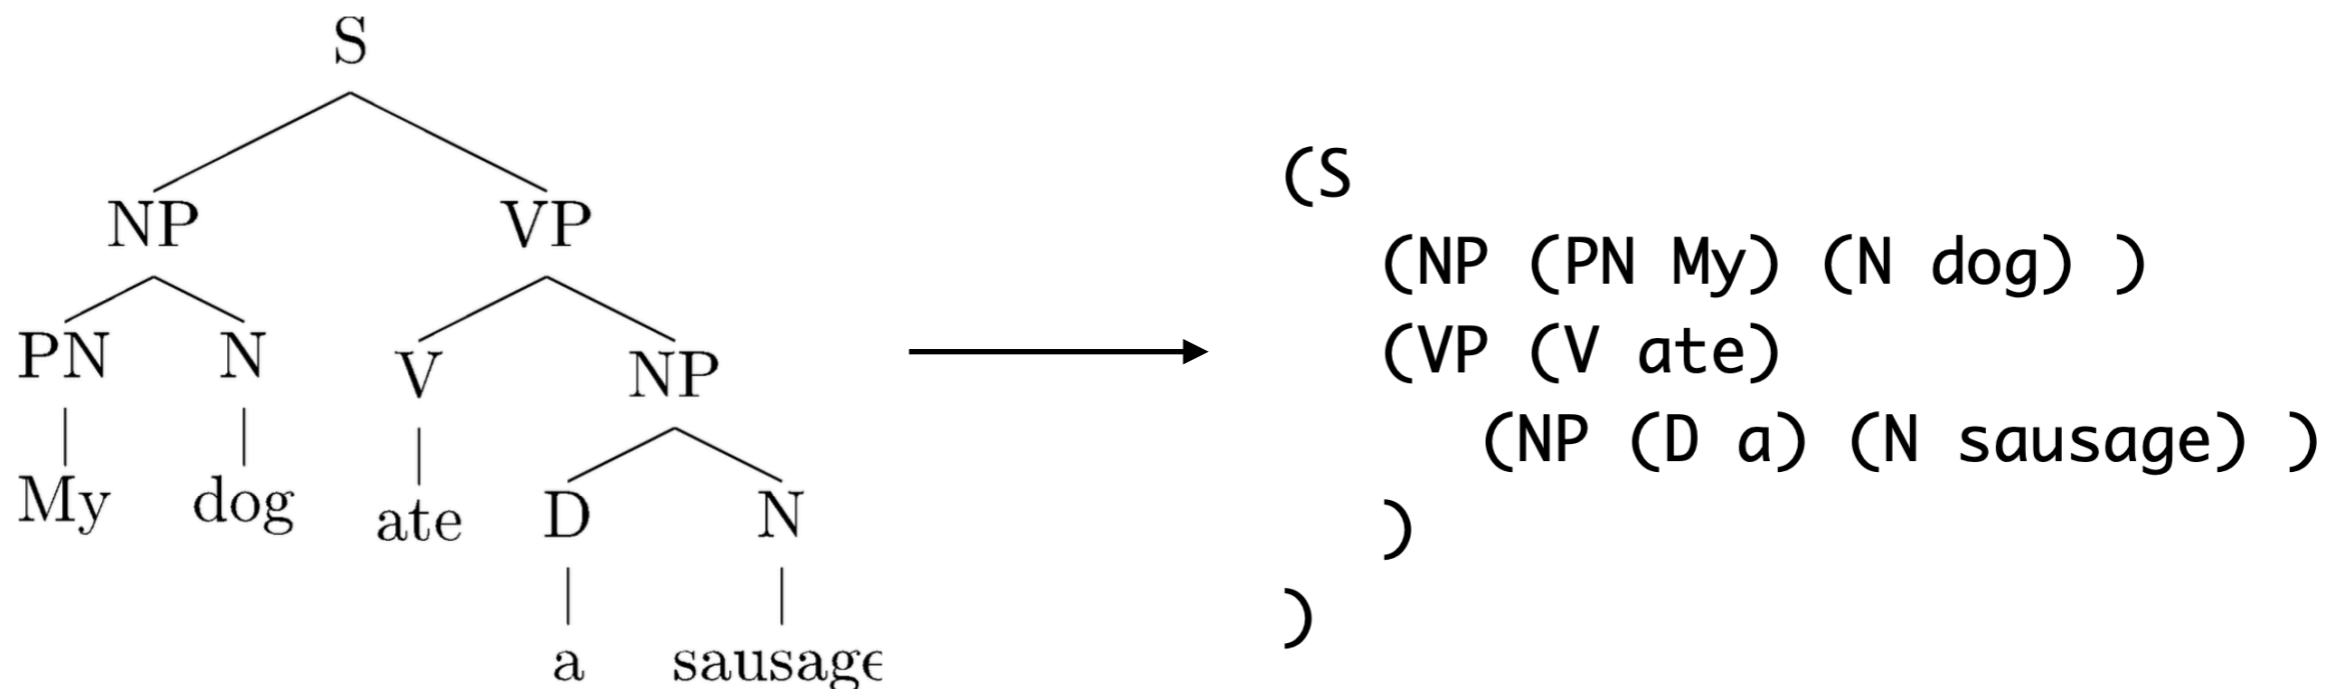 S
NP VP
PN N V NP
My dog ate D N
a sausage
(S
(NP (PN My) (N dog) )
(VP (V ate)
(NP (D a) (N sausage) )
)
)